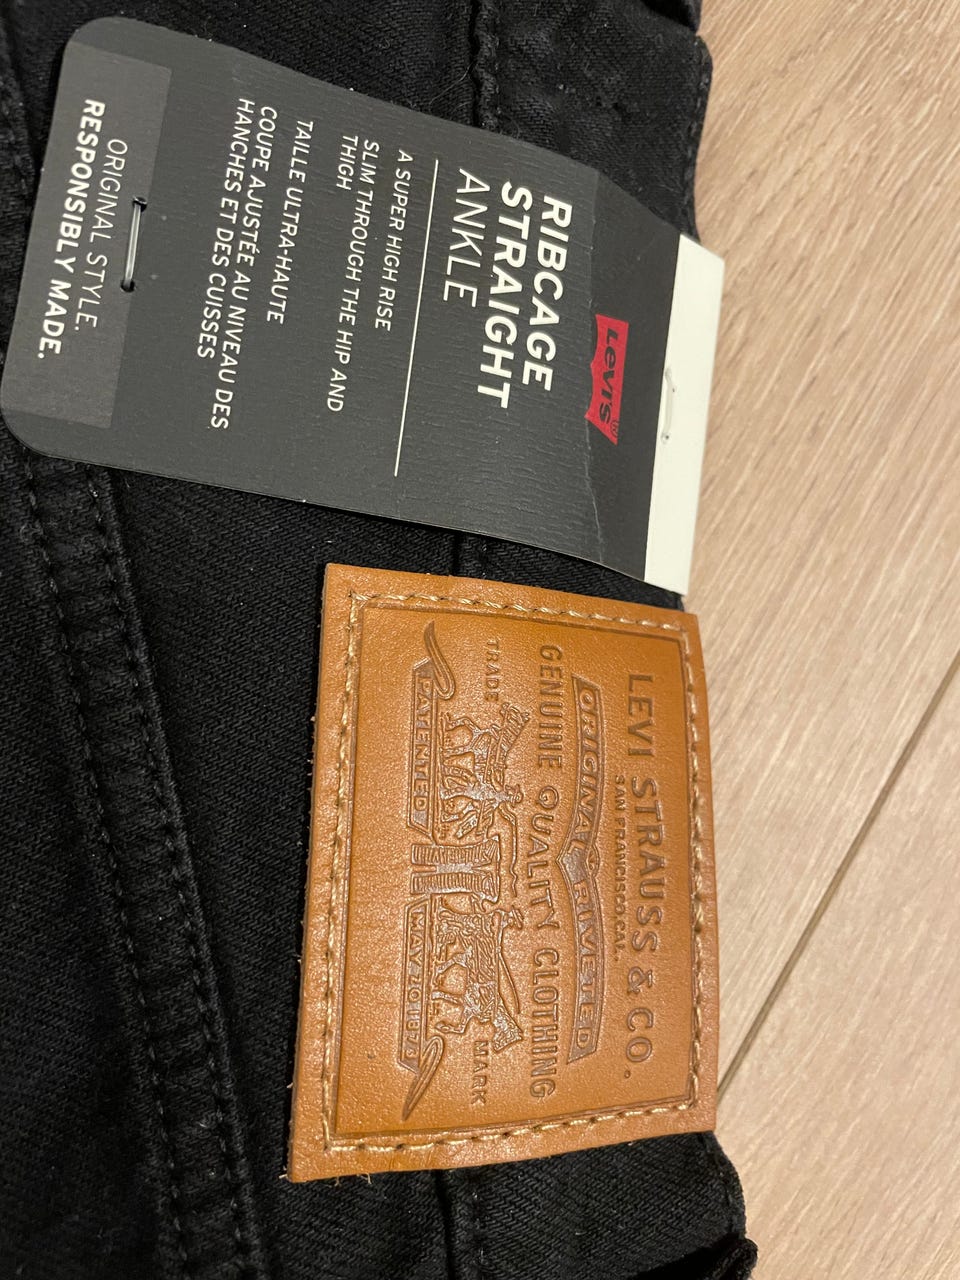 Levi's
RIBCAGE
STRAIGHT
ANKLE
A SUPER HIGH RISE
SLIM THROUGH THE HIP AND
THIGH
TAILLE ULTRA-HAUTE
COUPE AJUSTÉE AU NIVEAU DES
HANCHES ET DES CUISSES
ORIGINAL STYLE.
RESPONSIBLY MADE.
LEVI STRAUSS & CO.
SAN FRANCISCO, CAL.
ORIGINAL RIVETED
GENUINE QUALITY CLOTHING
TRADE MARK
PATENTED MAY 20 1873